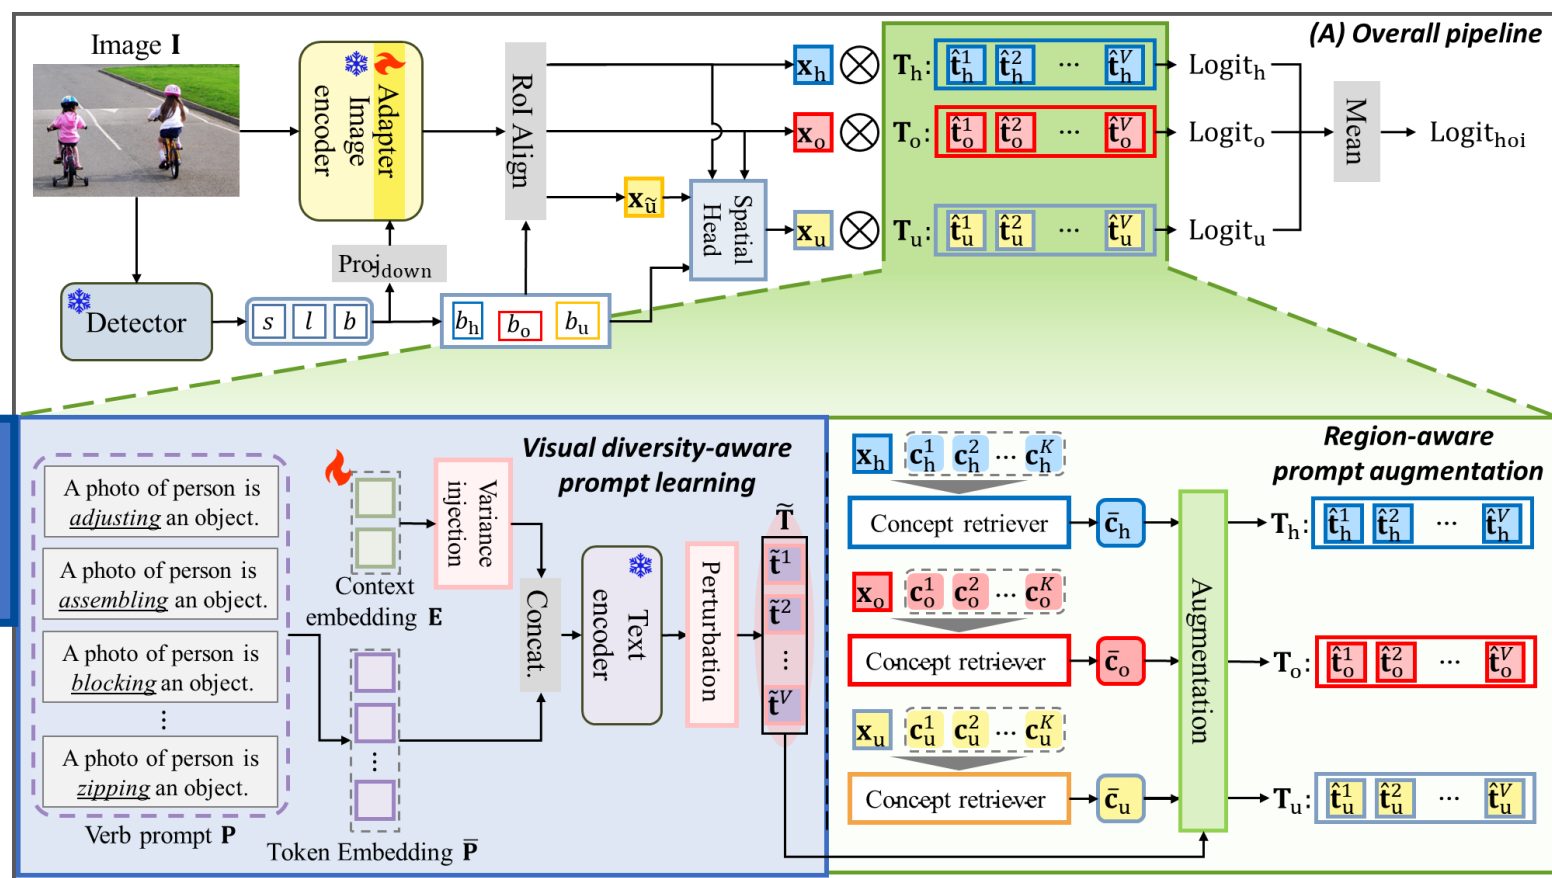 (A) Overall pipeline
Image I
Adapter
Image
encoder
RoI Align
x_h ⊗ T_h: t̂_h^1 t̂_h^2 ⋯ t̂_h^V Logit_h
x_o ⊗ T_o: t̂_o^1 t̂_o^2 ⋯ t̂_o^V Logit_o
x_ũ
Spatial
Head
x_u ⊗ T_u: t̂_u^1 t̂_u^2 ⋯ t̂_u^V Logit_u
Mean
Logit_hoi
Proj_down
Detector
s l b
b_h b_o b_u
Visual diversity-aware
prompt learning
A photo of person is
adjusting an object.
A photo of person is
assembling an object.
A photo of person is
blocking an object.
⋮
A photo of person is
zipping an object.
Verb prompt P
Context
embedding E
Variance
injection
⋮
Token Embedding P̄
Concat.
Text
encoder
Perturbation
T̃
t̃^1
t̃^2
⋮
t̃^V
Region-aware
prompt augmentation
x_h c_h^1 c_h^2 ⋯ c_h^K
Concept retriever
c̄_h
x_o c_o^1 c_o^2 ⋯ c_o^K
Concept retriever
c̄_o
x_u c_u^1 c_u^2 ⋯ c_u^K
Concept retriever
c̄_u
Augmentation
T_h: t̂_h^1 t̂_h^2 ⋯ t̂_h^V
T_o: t̂_o^1 t̂_o^2 ⋯ t̂_o^V
T_u: t̂_u^1 t̂_u^2 ⋯ t̂_u^V